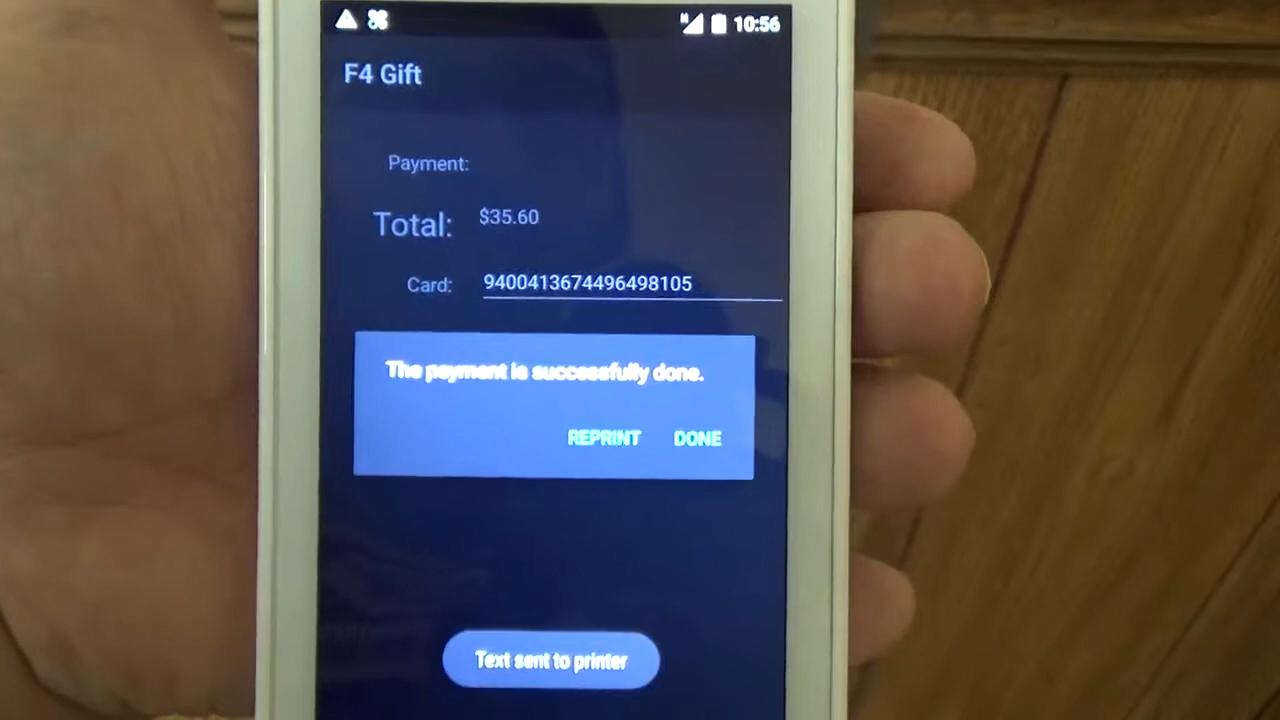 10:56
F4 Gift
Payment:
Total: $35.60
Card: 9400413674496498105
The payment is successfully done.
REPRINT DONE
Text sent to printer